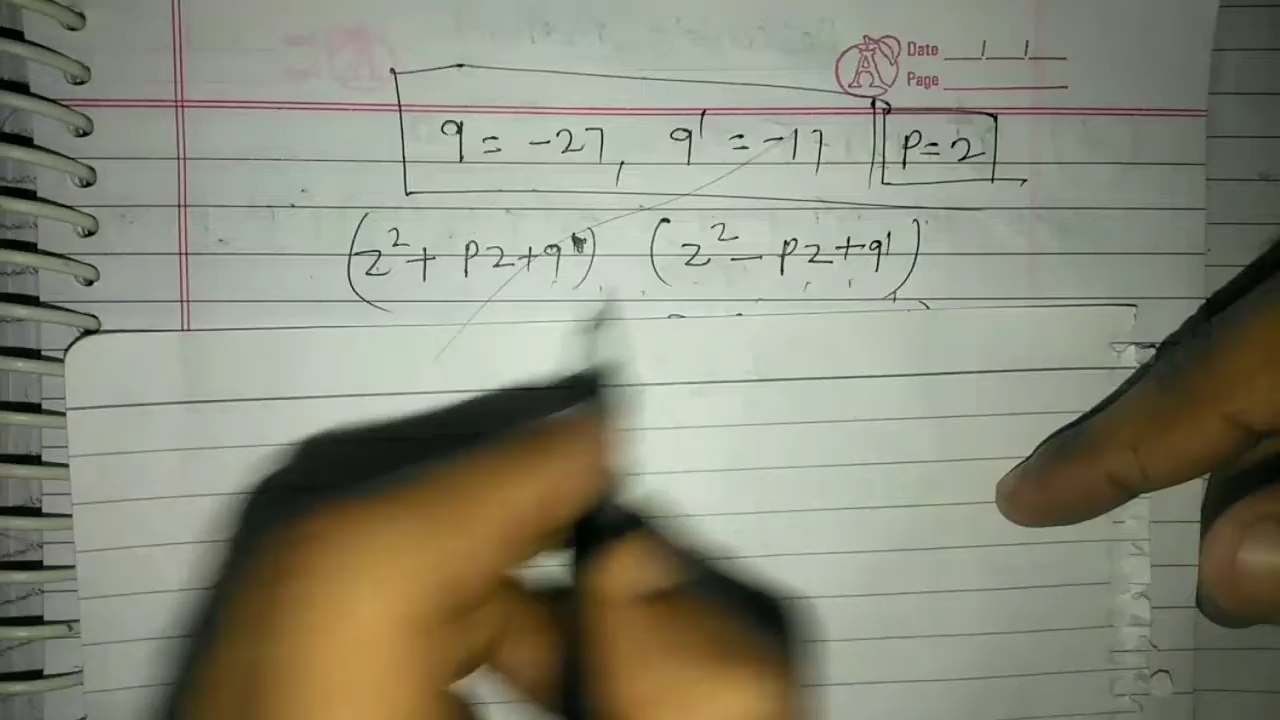 Date
Page
q = -27, q' = -17 P=2
(z² + Pz+q) (z² - Pz+q')